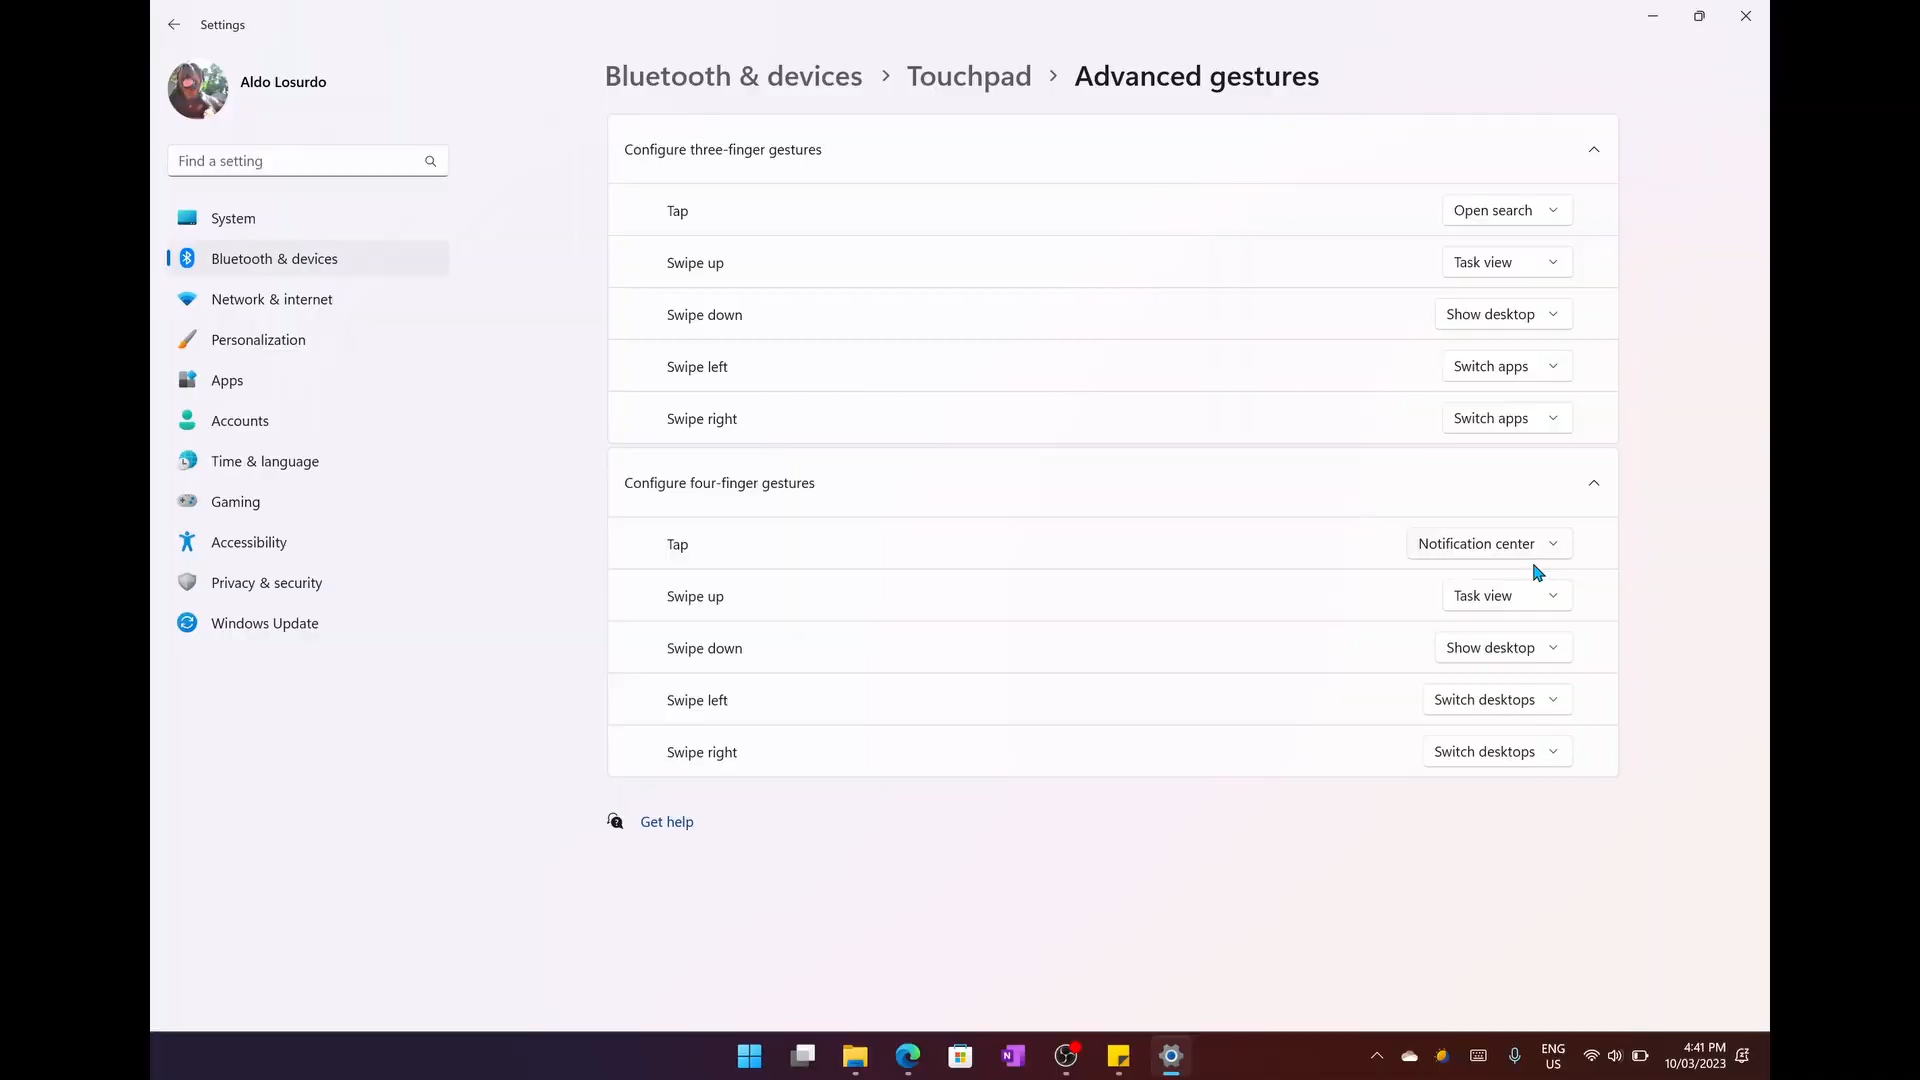 Settings
Aldo Losurdo
Find a setting
System
Bluetooth & devices
Network & internet
Personalization
Apps
Accounts
Time & language
Gaming
Accessibility
Privacy & security
Windows Update
Bluetooth & devices > Touchpad > Advanced gestures
Configure three-finger gestures
Tap Open search
Swipe up Task view
Swipe down Show desktop
Swipe left Switch apps
Swipe right Switch apps
Configure four-finger gestures
Tap Notification center
Swipe up Task view
Swipe down Show desktop
Swipe left Switch desktops
Swipe right Switch desktops
Get help
ENG
US
4:41 PM
10/03/2023